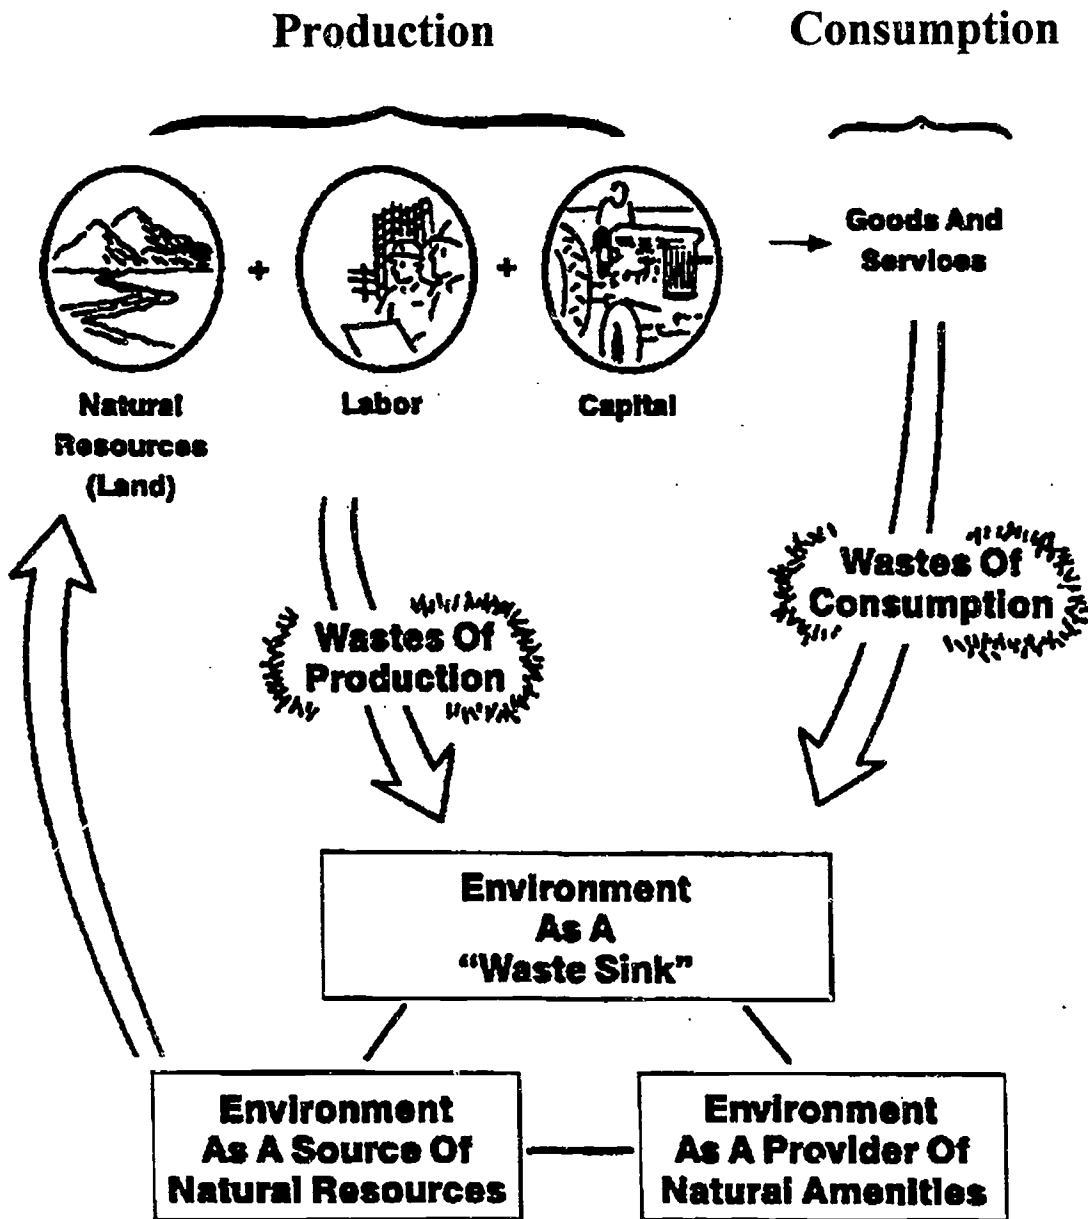 Production
Consumption
+
+
Goods And
Services
Natural
Resources
(Land)
Labor
Capital
Wastes Of
Production
Wastes Of
Consumption
Environment
As A
“Waste Sink”
Environment
As A Source Of
Natural Resources
Environment
As A Provider Of
Natural Amenities